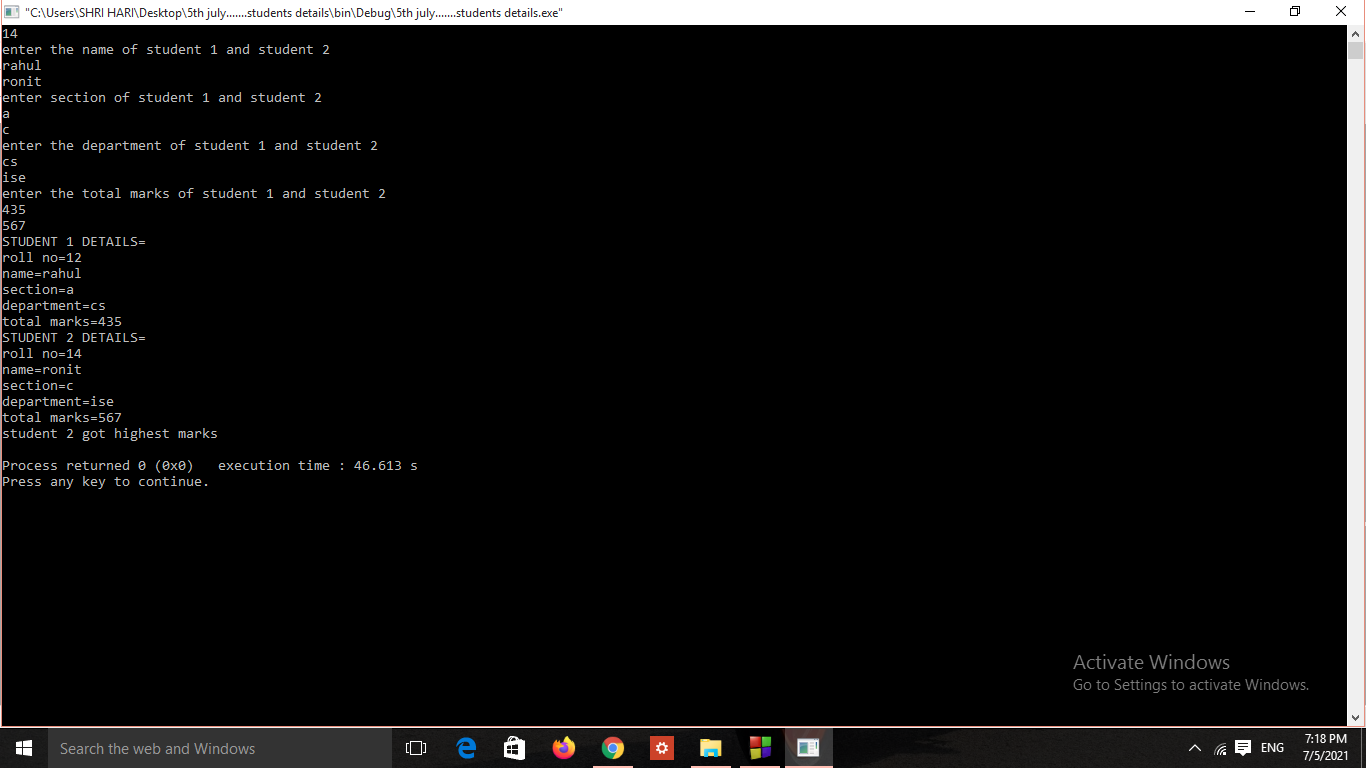 "C:\Users\SHRI HARI\Desktop\5th july.......students details\bin\Debug\5th july.......students details.exe"
14
enter the name of student 1 and student 2
rahul
ronit
enter section of student 1 and student 2
a
c
enter the department of student 1 and student 2
cs
ise
enter the total marks of student 1 and student 2
435
567
STUDENT 1 DETAILS=
roll no=12
name=rahul
section=a
department=cs
total marks=435
STUDENT 2 DETAILS=
roll no=14
name=ronit
section=c
department=ise
total marks=567
student 2 got highest marks
Process returned 0 (0x0)   execution time : 46.613 s
Press any key to continue.
Activate Windows
Go to Settings to activate Windows.
Search the web and Windows
ENG
7:18 PM
7/5/2021